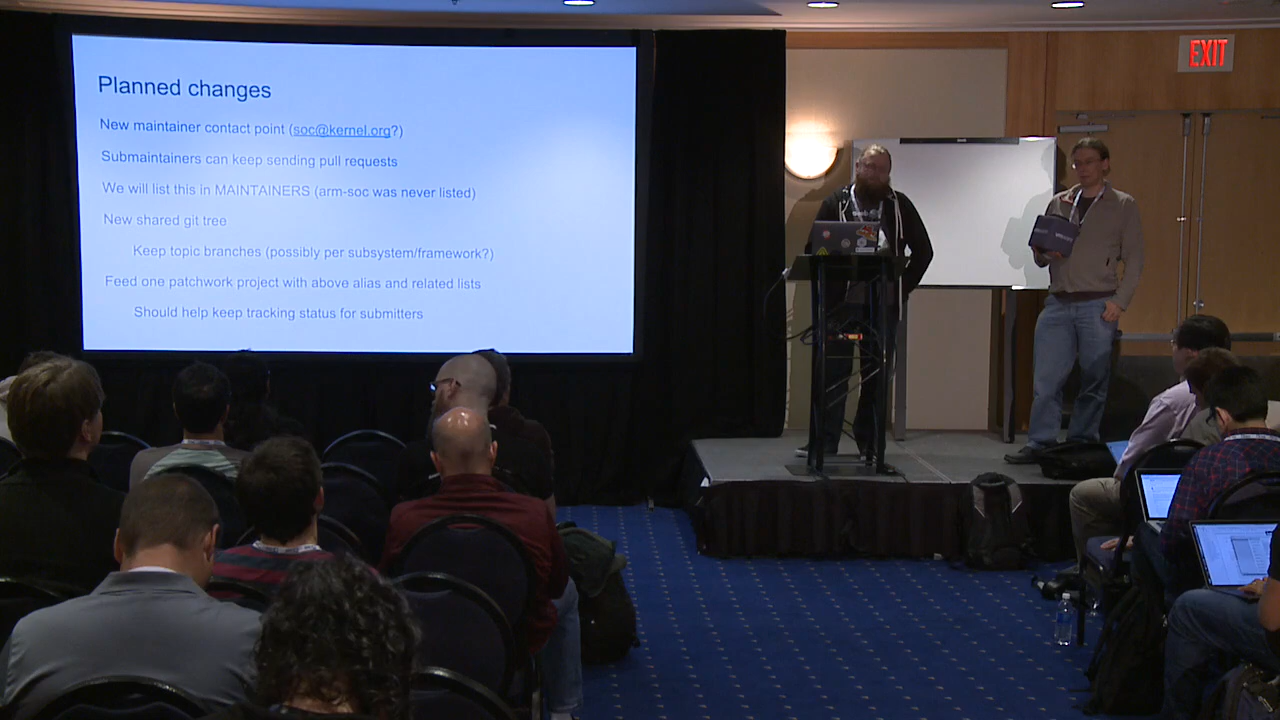 Planned changes
New maintainer contact point (soc@kernel.org?)
Submaintainers can keep sending pull requests
We will list this in MAINTAINERS (arm-soc was never listed)
New shared git tree
Keep topic branches (possibly per subsystem/framework?)
Feed one patchwork project with above alias and related lists
Should help keep tracking status for submitters
EXIT